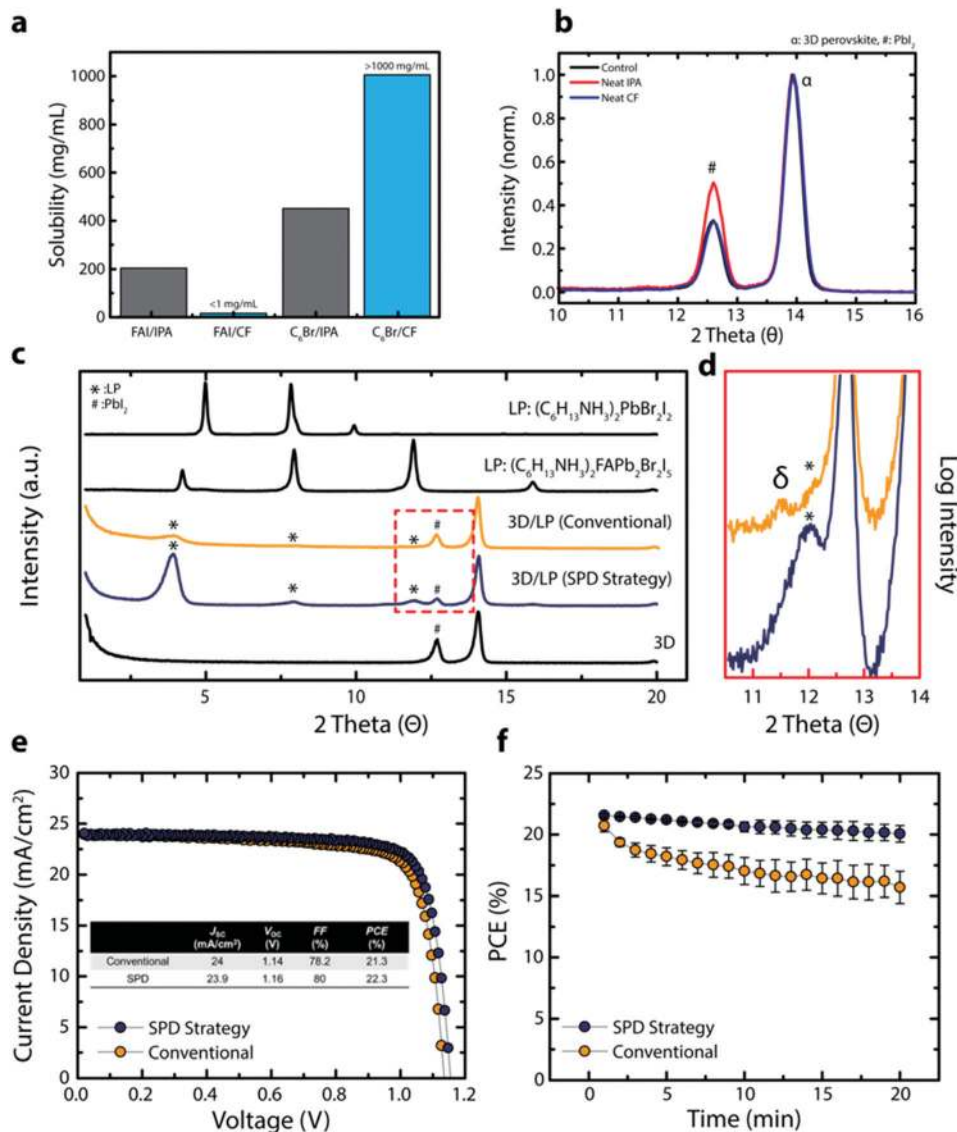 a
Solubility (mg/mL)
1000
800
600
400
200
0
>1000 mg/mL
<1 mg/mL
FAI/IPA
FAI/CF
C₆Br/IPA
C₆Br/CF
b
α: 3D perovskite, #: PbI₂
Control
Neat IPA
Neat CF
α
#
Intensity (norm.)
1.0
0.8
0.6
0.4
0.2
0.0
10 11 12 13 14 15 16
2 Theta (θ)
c
* :LP
# :PbI₂
LP: (C₆H₁₃NH₃)₂PbBr₂I₂
LP: (C₆H₁₃NH₃)₂FAPb₂Br₂I₅
3D/LP (Conventional)
* * * #
3D/LP (SPD Strategy)
* * * #
3D
#
Intensity (a.u.)
5 10 15 20
2 Theta (Θ)
d
δ
*
*
Log Intensity
11 12 13 14
2 Theta (Θ)
e
Current Density (mA/cm²)
30
25
20
15
10
5
0
J_SC (mA/cm²) V_OC (V) FF (%) PCE (%)
Conventional 24 1.14 78.2 21.3
SPD 23.9 1.16 80 22.3
SPD Strategy
Conventional
0.0 0.2 0.4 0.6 0.8 1.0 1.2
Voltage (V)
f
PCE (%)
25
20
15
10
5
0
SPD Strategy
Conventional
0 5 10 15 20
Time (min)